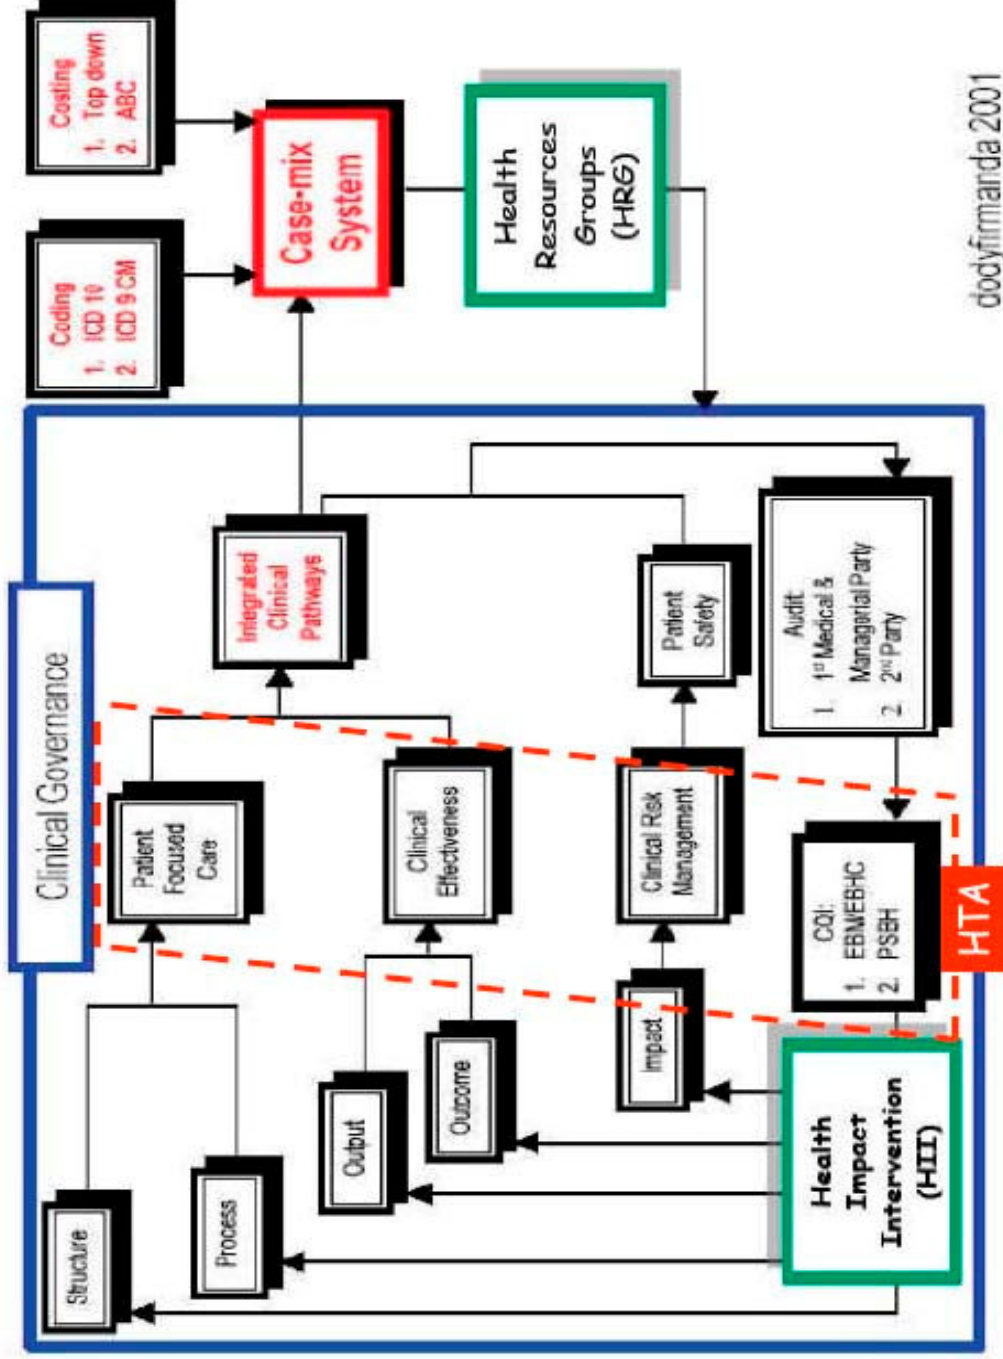 Clinical Governance
Structure
Process
Output
Outcome
Impact
Health
Impact
Intervention
(HII)
Patient
Focused
Care
Clinical
Effectiveness
Clinical Risk
Management
CQI:
1. EBM/EBHC
2. PSBH
HTA
Integrated
Clinical
Pathways
Patient
Safety
Audit:
1. 1st Medical &
Managorial Party
2. 2nd Party
Coding
1. ICD 10
2. ICD 9 CM
Costing
1. Top down
2. ABC
Case-mix
System
Health
Resources
Groups
(HRG)
dodyfirmanda 2001